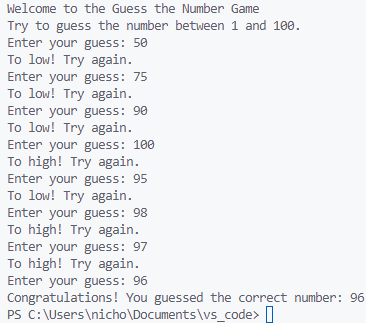 Welcome to the Guess the Number Game
Try to guess the number between 1 and 100.
Enter your guess: 50
To low! Try again.
Enter your guess: 75
To low! Try again.
Enter your guess: 90
To low! Try again.
Enter your guess: 100
To high! Try again.
Enter your guess: 95
To low! Try again.
Enter your guess: 98
To high! Try again.
Enter your guess: 97
To high! Try again.
Enter your guess: 96
Congratulations! You guessed the correct number: 96
PS C:\Users\nicho\Documents\vs_code>